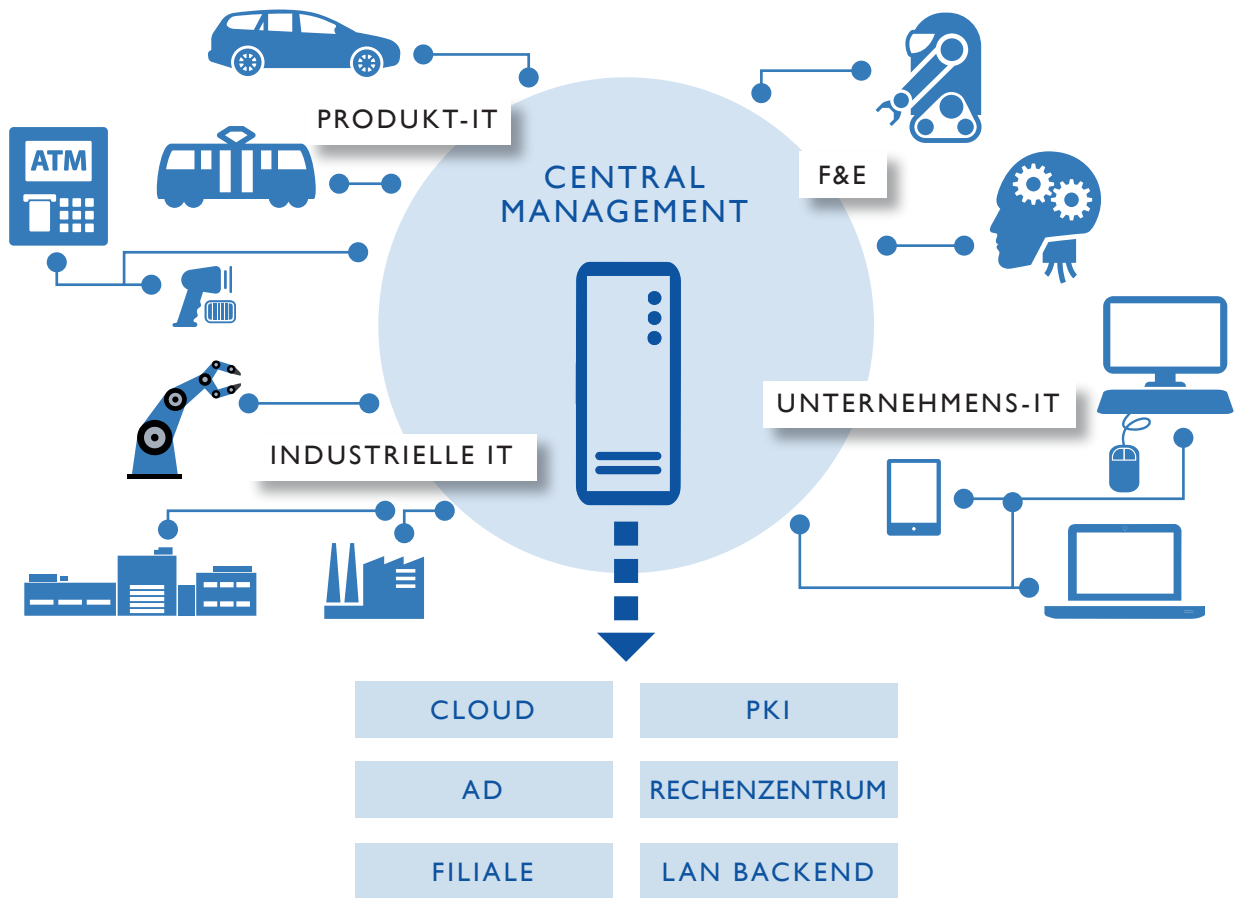 PRODUKT-IT
ATM
CENTRAL
MANAGEMENT
F&E
UNTERNEHMENS-IT
INDUSTRIELLE IT
CLOUD
PKI
AD
RECHENZENTRUM
FILIALE
LAN BACKEND